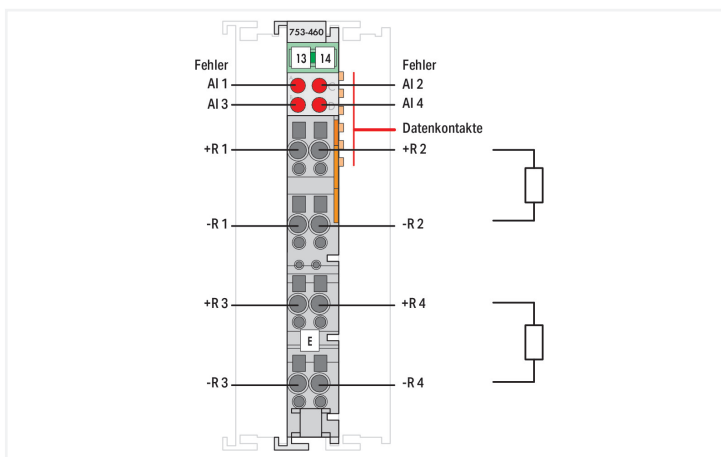 753-460
13 14
Fehler Fehler
AI 1 C AI 2
AI 3 D AI 4
Datenkontakte
+R 1 +R 2
-R 1 -R 2
+R 3 +R 4
E
-R 3 -R 4